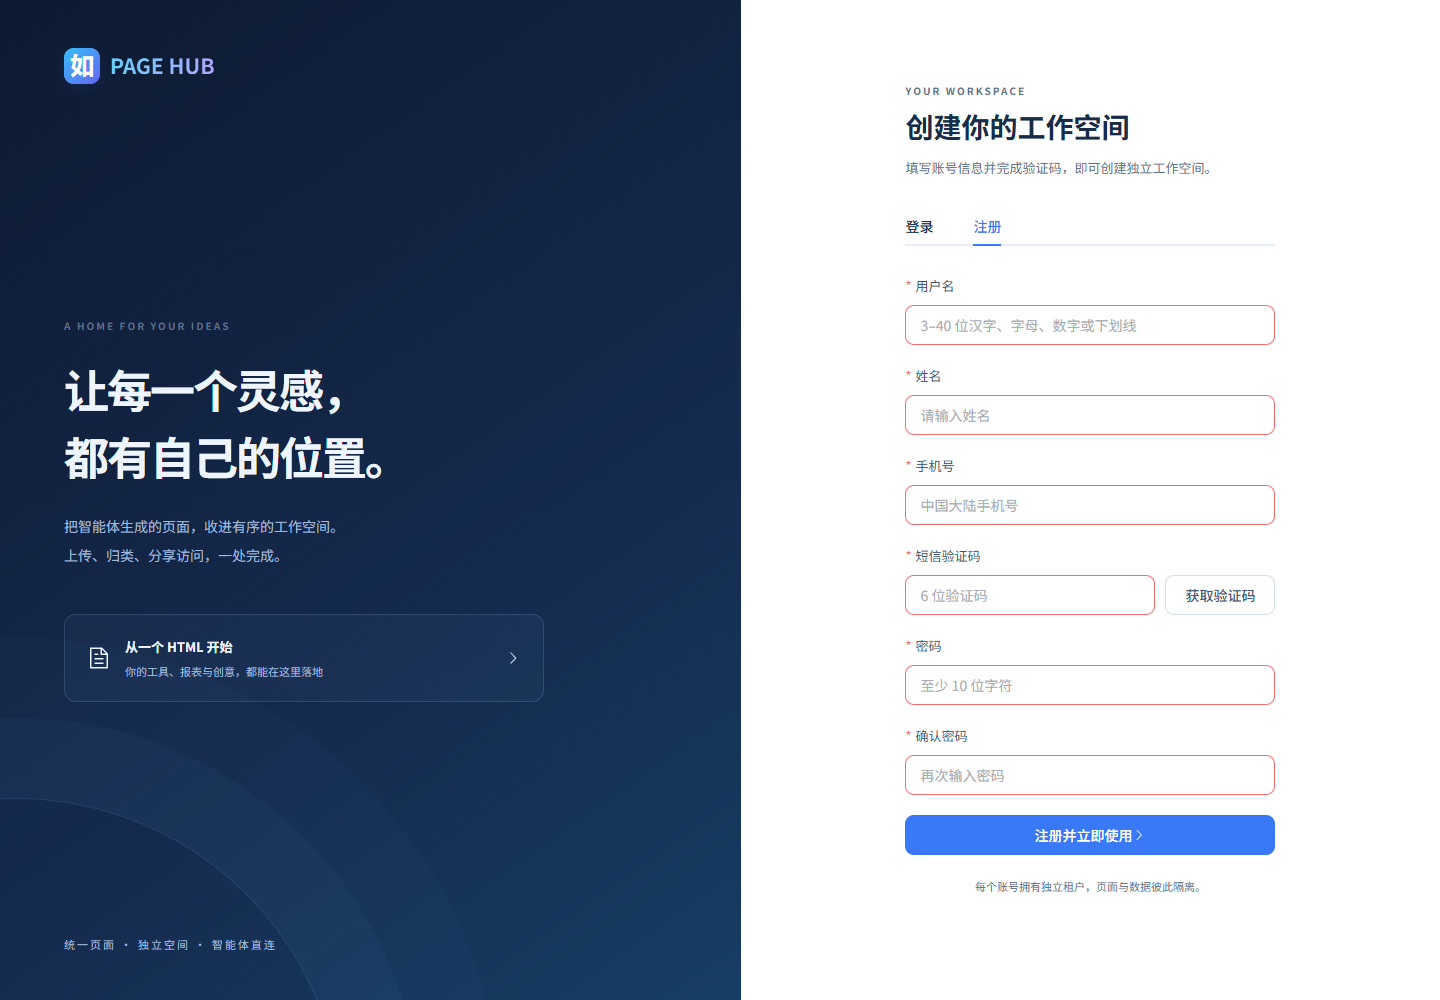 如 PAGE HUB
A HOME FOR YOUR IDEAS
让每一个灵感，
都有自己的位置。
把智能体生成的页面，收进有序的工作空间。
上传、归类、分享访问，一处完成。
从一个 HTML 开始
你的工具、报表与创意，都能在这里落地
统一页面 · 独立空间 · 智能体直连
YOUR WORKSPACE
创建你的工作空间
填写账号信息并完成验证码，即可创建独立工作空间。
登录 注册
* 用户名
3–40 位汉字、字母、数字或下划线
* 姓名
请输入姓名
* 手机号
中国大陆手机号
* 短信验证码
6 位验证码 获取验证码
* 密码
至少 10 位字符
* 确认密码
再次输入密码
注册并立即使用
每个账号拥有独立租户，页面与数据彼此隔离。